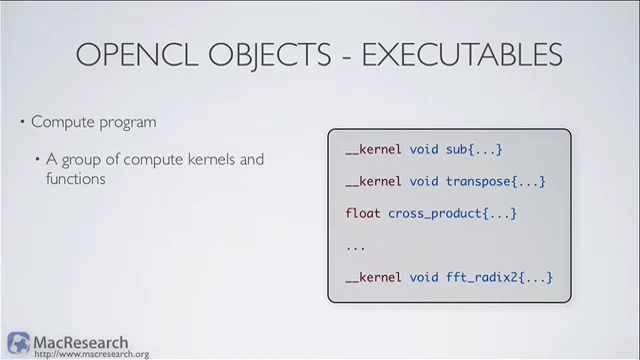 OPENCL OBJECTS - EXECUTABLES
• Compute program
• A group of compute kernels and
functions
__kernel void sub{...}
__kernel void transpose{...}
float cross_product{...}
...
__kernel void fft_radix2{...}
MacResearch
http://www.macresearch.org